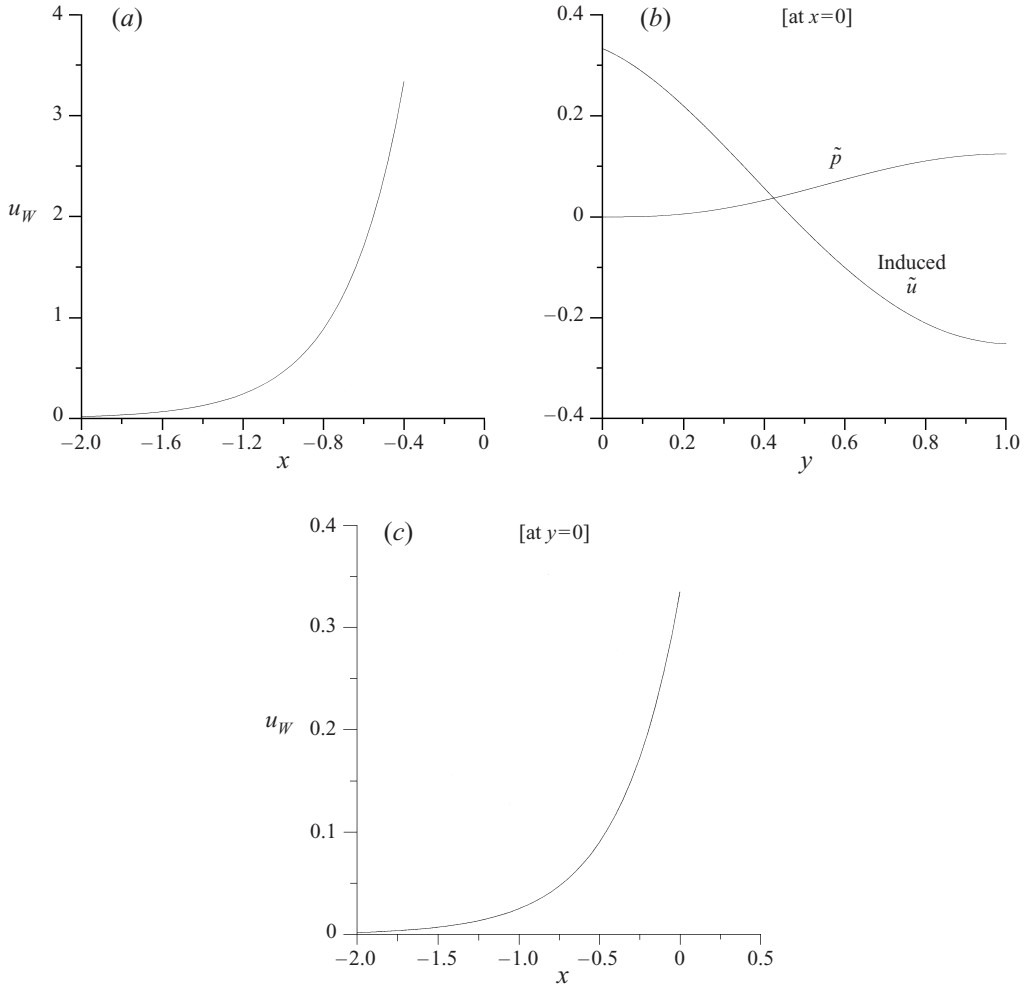 (a)
4
3
2
1
0
u_W
−2.0 −1.6 −1.2 −0.8 −0.4 0
x
(b) [at x=0]
0.4
0.2
0
−0.2
−0.4
p̃
Induced
ũ
0 0.2 0.4 0.6 0.8 1.0
y
(c) [at y=0]
0.4
0.3
0.2
0.1
0
u_W
−2.0 −1.5 −1.0 −0.5 0 0.5
x